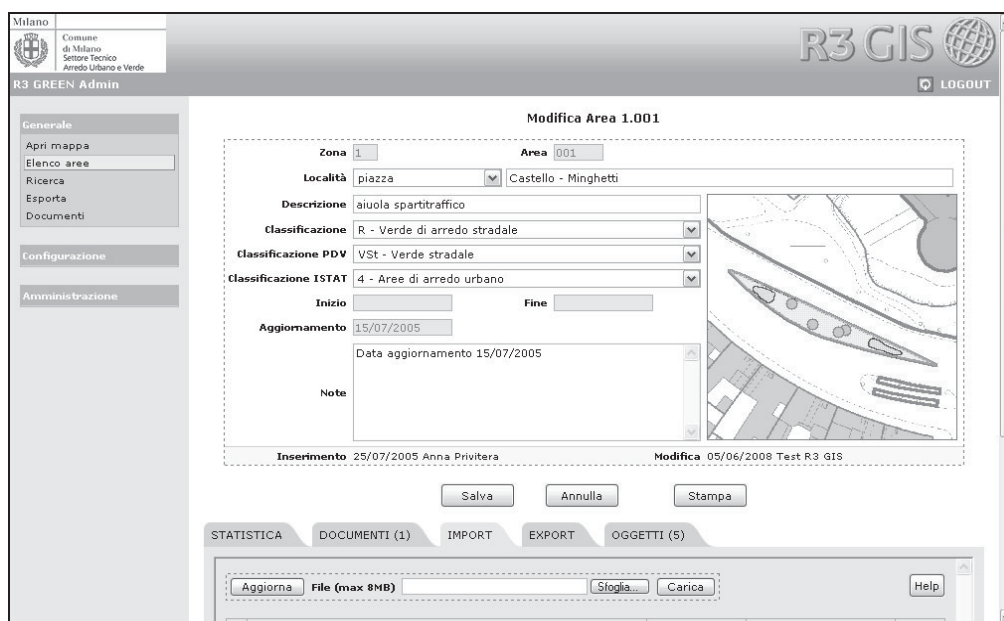 Milano
Comune
di Milano
Settore Tecnico
Arredo Urbano e Verde
R3 GIS
R3 GREEN Admin
LOGOUT
Generale
Apri mappa
Elenco aree
Ricerca
Esporta
Documenti
Configurazione
Amministrazione
Modifica Area 1.001
Zona 1 Area 001
Località piazza Castello - Minghetti
Descrizione aiuola spartitraffico
Classificazione R - Verde di arredo stradale
Classificazione PDV VSt - Verde stradale
Classificazione ISTAT 4 - Aree di arredo urbano
Inizio Fine
Aggiornamento 15/07/2005
Note Data aggiornamento 15/07/2005
Inserimento 25/07/2005 Anna Privitera Modifica 05/06/2008 Test R3 GIS
Salva Annulla Stampa
STATISTICA DOCUMENTI (1) IMPORT EXPORT OGGETTI (5)
Aggiorna File (max 8MB) Sfoglia... Carica Help